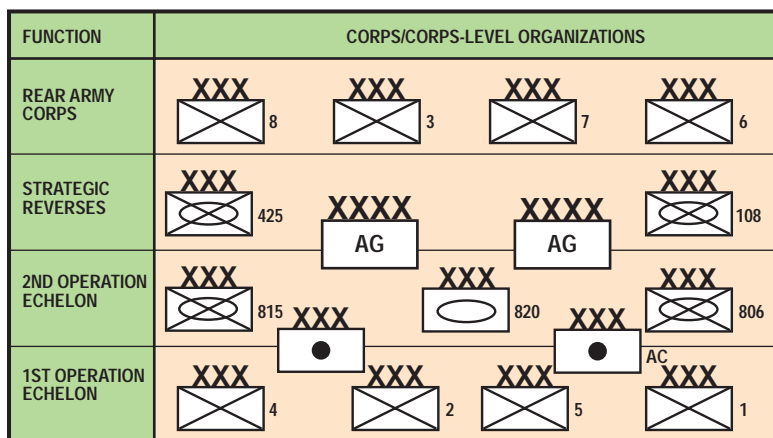 FUNCTION
CORPS/CORPS-LEVEL ORGANIZATIONS
REAR ARMY
CORPS
XXX XXX XXX XXX
8 3 7 6
STRATEGIC
REVERSES
XXX XXXX XXXX XXX
425 AG AG 108
2ND OPERATION
ECHELON
XXX XXX XXX
815 820 806
XXX XXX
AC
1ST OPERATION
ECHELON
XXX XXX XXX XXX
4 2 5 1